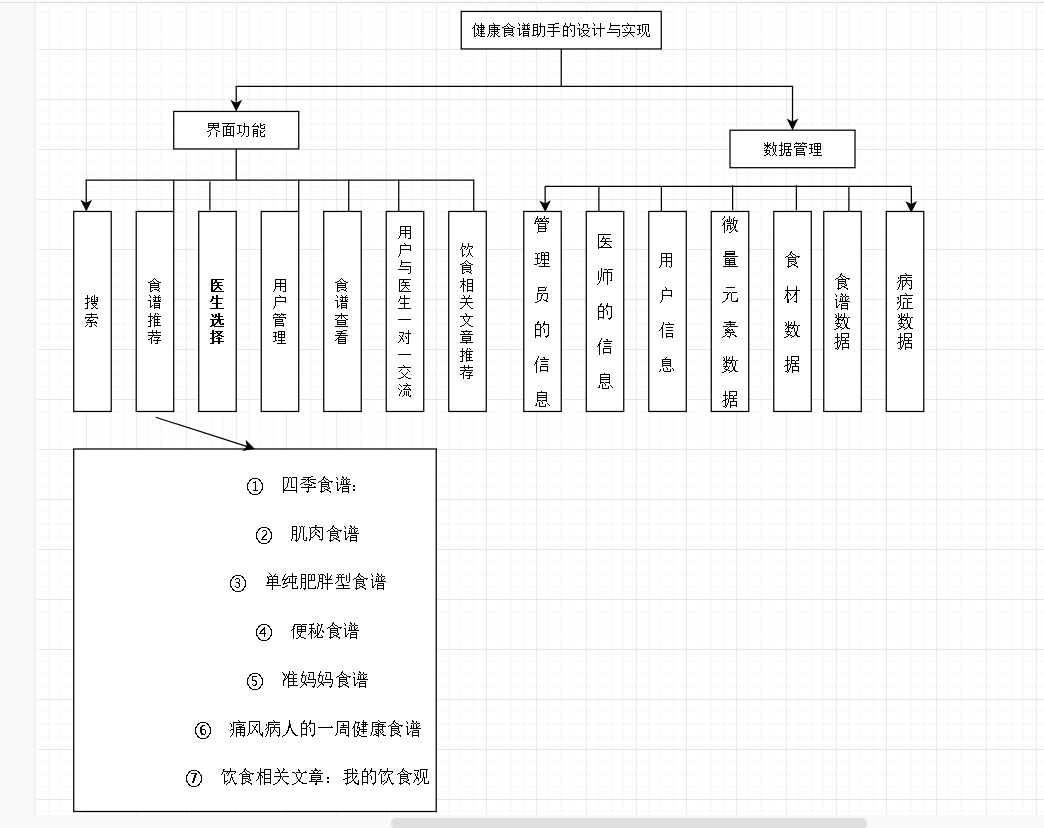 健康食谱助手的设计与实现
界面功能
数据管理
搜索
食谱推荐
医生选择
用户管理
食谱查看
用户与医生一对一交流
饮食相关文章推荐
管理员的信息
医师的信息
用户信息
微量元素数据
食材数据
食谱数据
病症数据
① 四季食谱：
② 肌肉食谱
③ 单纯肥胖型食谱
④ 便秘食谱
⑤ 准妈妈食谱
⑥ 痛风病人的一周健康食谱
⑦ 饮食相关文章：我的饮食观